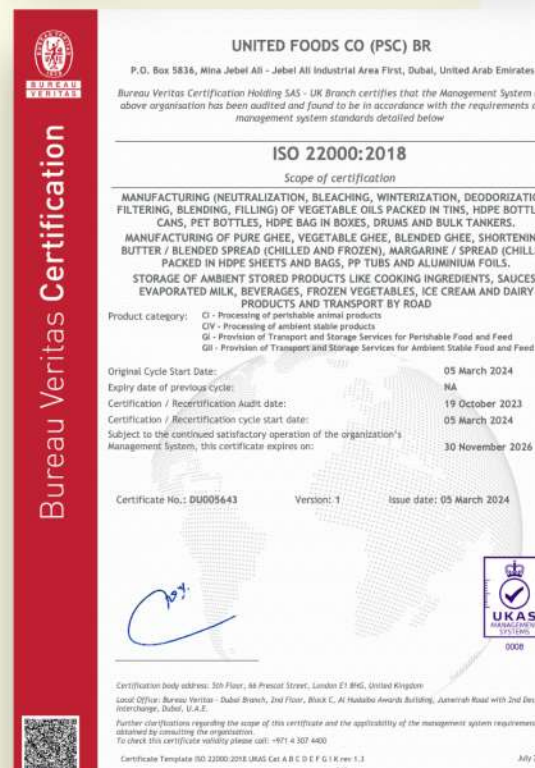 BUREAU
VERITAS
Bureau Veritas Certification
UNITED FOODS CO (PSC) BR
P.O. Box 5836, Mina Jebel Ali - Jebel Ali Industrial Area First, Dubai, United Arab Emirates
Bureau Veritas Certification Holding SAS - UK Branch certifies that the Management System
above organisation has been audited and found to be in accordance with the requirements
management system standards detailed below
ISO 22000:2018
Scope of certification
MANUFACTURING (NEUTRALIZATION, BLEACHING, WINTERIZATION, DEODORIZATIO
FILTERING, BLENDING, FILLING) OF VEGETABLE OILS PACKED IN TINS, HDPE BOTTL
CANS, PET BOTTLES, HDPE BAG IN BOXES, DRUMS AND BULK TANKERS.
MANUFACTURING OF PURE GHEE, VEGETABLE GHEE, BLENDED GHEE, SHORTENIN
BUTTER / BLENDED SPREAD (CHILLED AND FROZEN), MARGARINE / SPREAD (CHILL
PACKED IN HDPE SHEETS AND BAGS, PP TUBS AND ALUMINIUM FOILS.
STORAGE OF AMBIENT STORED PRODUCTS LIKE COOKING INGREDIENTS, SAUCES
EVAPORATED MILK, BEVERAGES, FROZEN VEGETABLES, ICE CREAM AND DAIRY
PRODUCTS AND TRANSPORT BY ROAD
Product category: CI - Processing of perishable animal products
CIV - Processing of ambient stable products
GI - Provision of Transport and Storage Services for Perishable Food and Feed
GII - Provision of Transport and Storage Services for Ambient Stable Food and Feed
Original Cycle Start Date: 05 March 2024
Expiry date of previous cycle: NA
Certification / Recertification Audit date: 19 October 2023
Certification / Recertification cycle start date: 05 March 2024
Subject to the continued satisfactory operation of the organization's
Management System, this certificate expires on: 30 November 2026
Certificate No.: DU005643 Version: 1 Issue date: 05 March 2024
UKAS
MANAGEMENT
SYSTEMS
0008
Certification body address: 5th Floor, 66 Prescot Street, London E1 8HG, United Kingdom
Local Office: Bureau Veritas - Dubai Branch, 2nd Floor, Block C, Al Hudaiba Awards Building, Jumeirah Road with 2nd Dec
Interchange, Dubai, U.A.E.
Further clarifications regarding the scope of this certificate and the applicability of the management system requiremen
obtained by consulting the organisation.
To check this certificate validity please call: +971 4 307 4400
Certificate Template ISO 22000:2018 UKAS Cat A B C D E F G I K rev 1.3 July